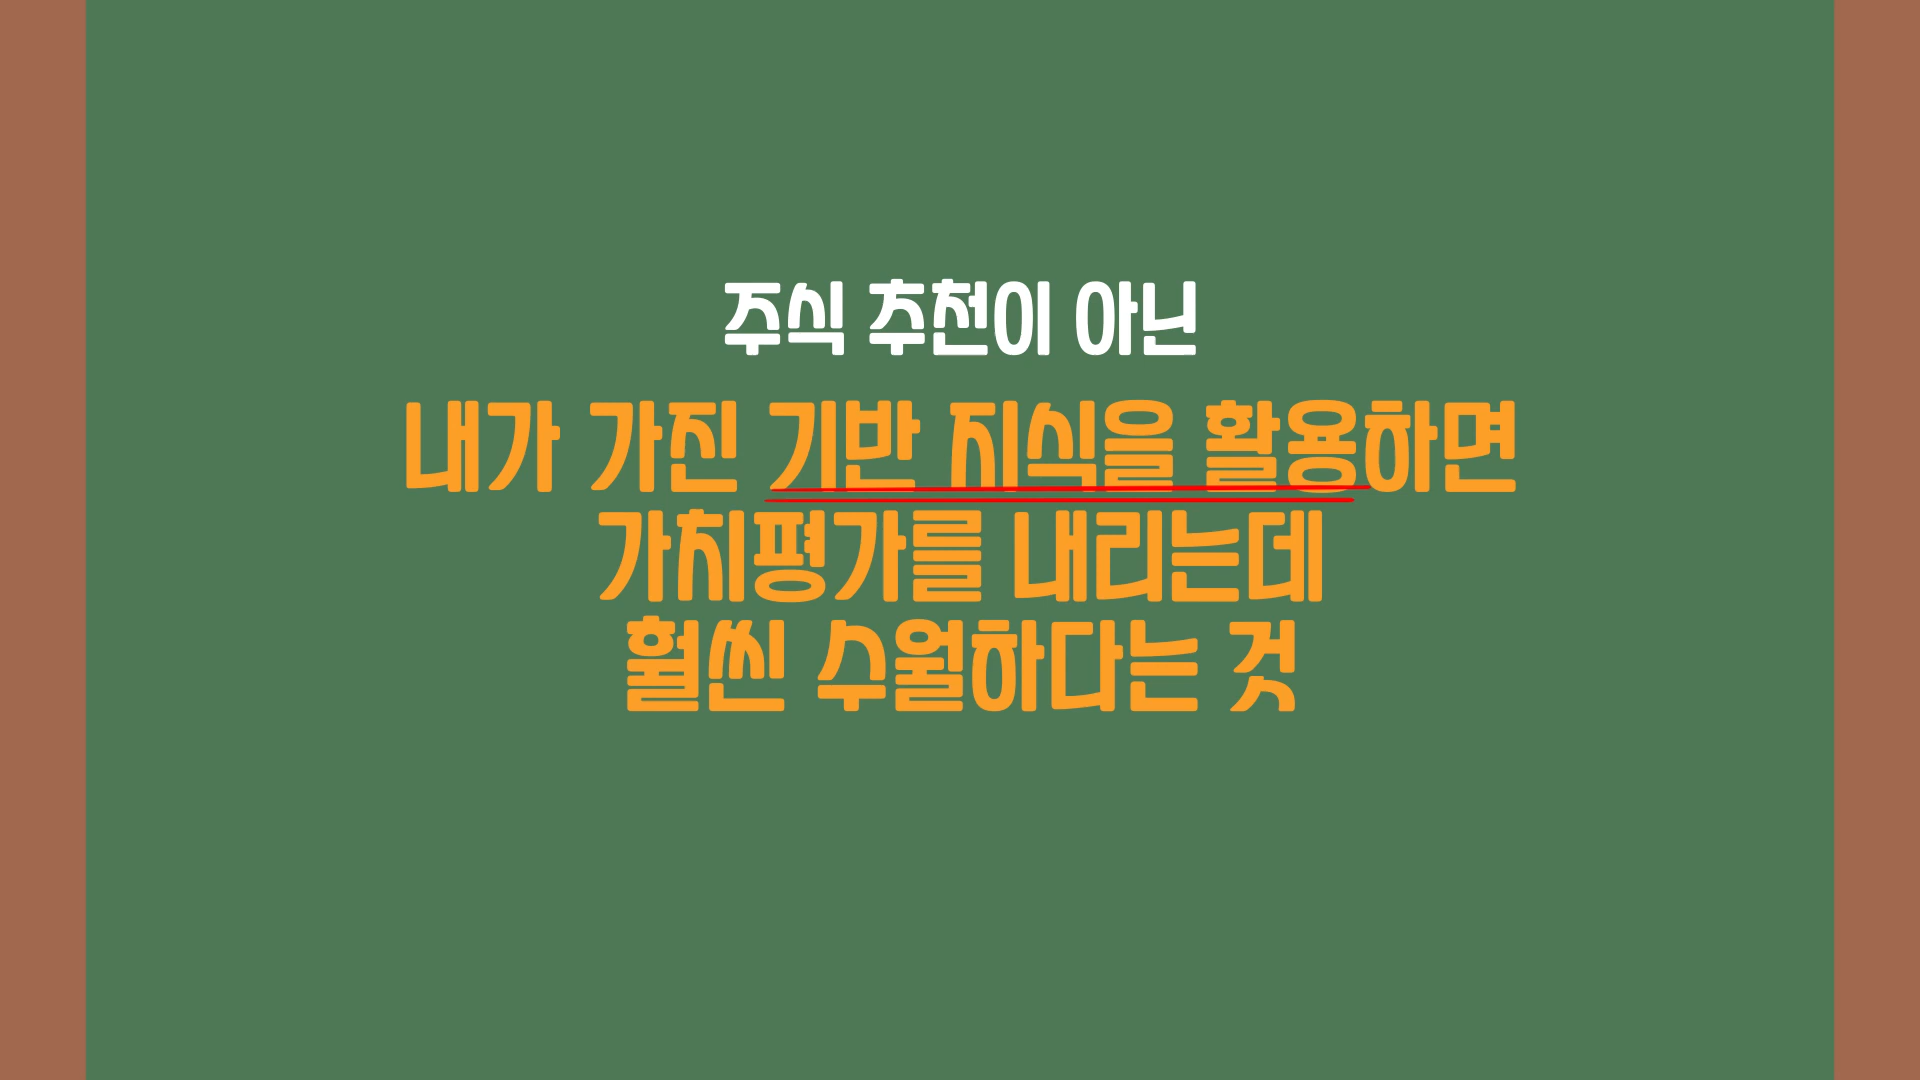 주식 추천이 아닌
내가 가진 기반 지식을 활용하면
가치평가를 내리는데
훨씬 수월하다는 것